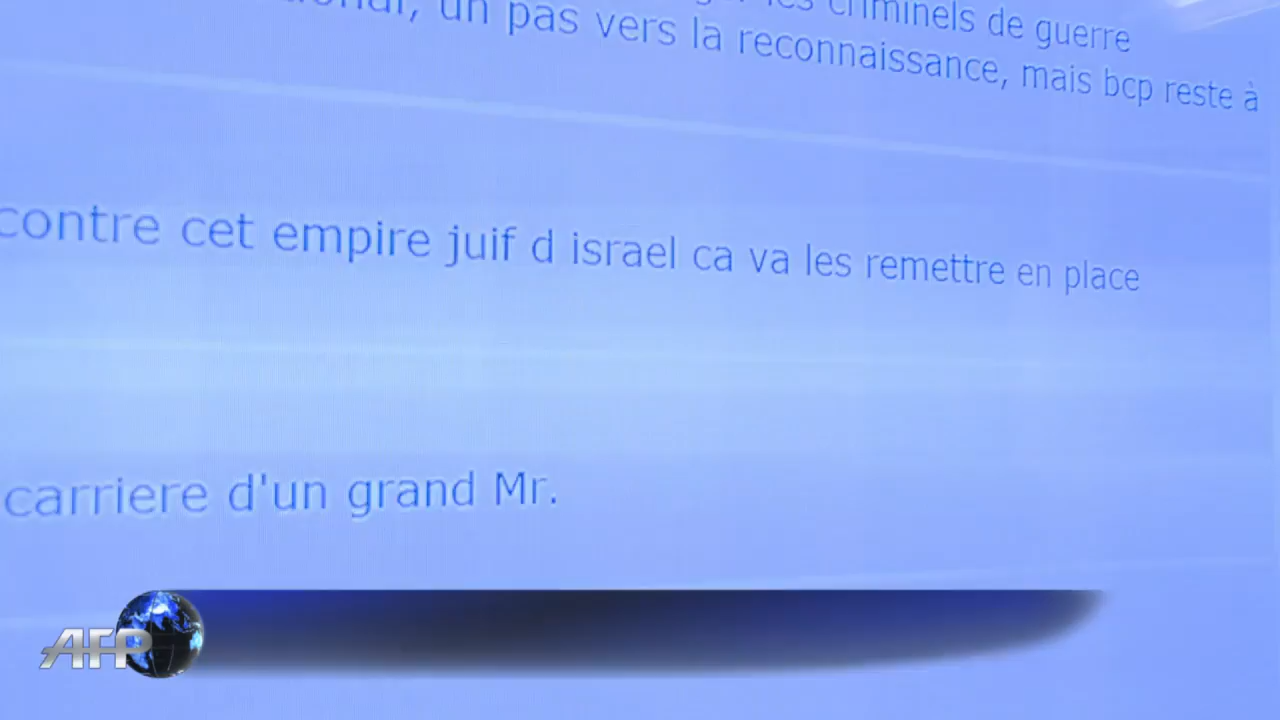 criminels de guerre
un pas vers la reconnaissance, mais bcp reste à
contre cet empire juif d israel ca va les remettre en place
carriere d'un grand Mr.
AFP